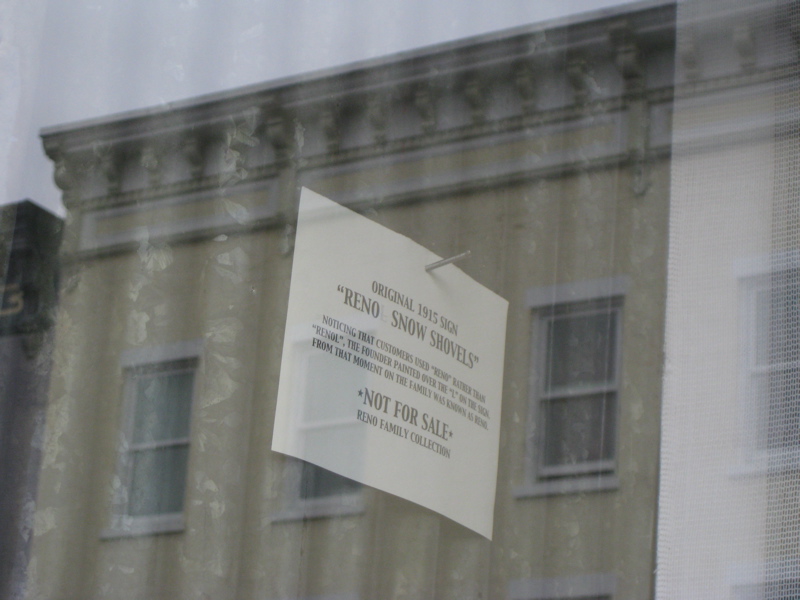 ORIGINAL 1915 SIGN
“RENO SNOW SHOVELS”
NOTICING THAT CUSTOMERS USED “RENO” RATHER THAN
“RENOL”, THE FOUNDER PAINTED OVER THE “L” ON THE SIGN.
FROM THAT MOMENT ON THE FAMILY WAS KNOWN AS RENO.
*NOT FOR SALE*
RENO FAMILY COLLECTION